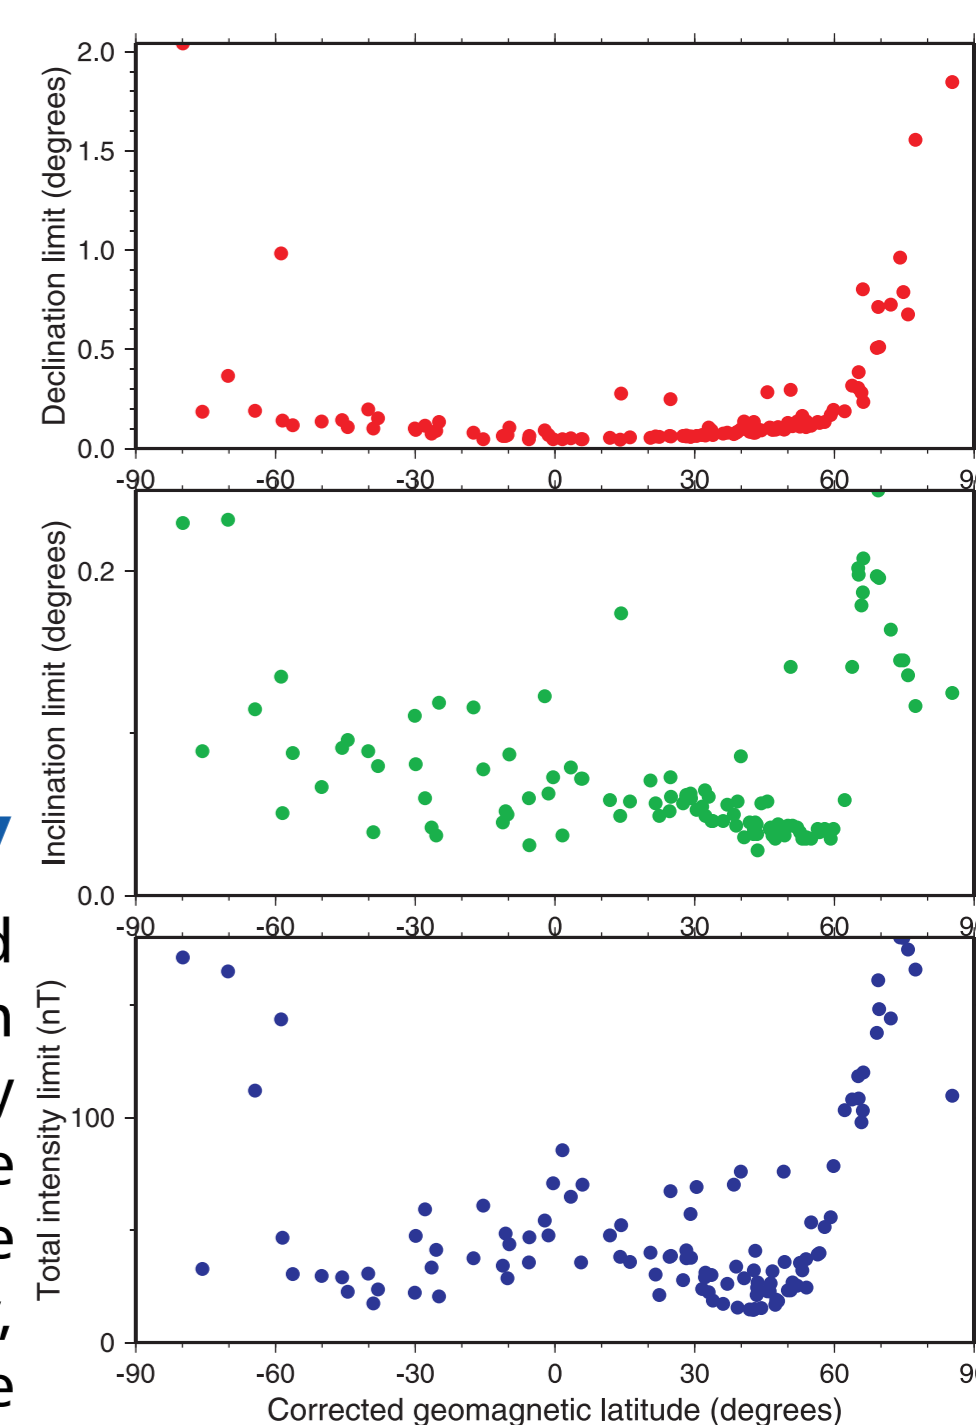 2.0
1.5
1.0
0.5
0.0
Declination limit (degrees)
-90 -60 -30 0 30 60
0.2
0.0
Inclination limit (degrees)
-90 -60 -30 0 30 60
100
0
Total intensity limit (nT)
-90 -60 -30 0 30 60
Corrected geomagnetic latitude (degrees)